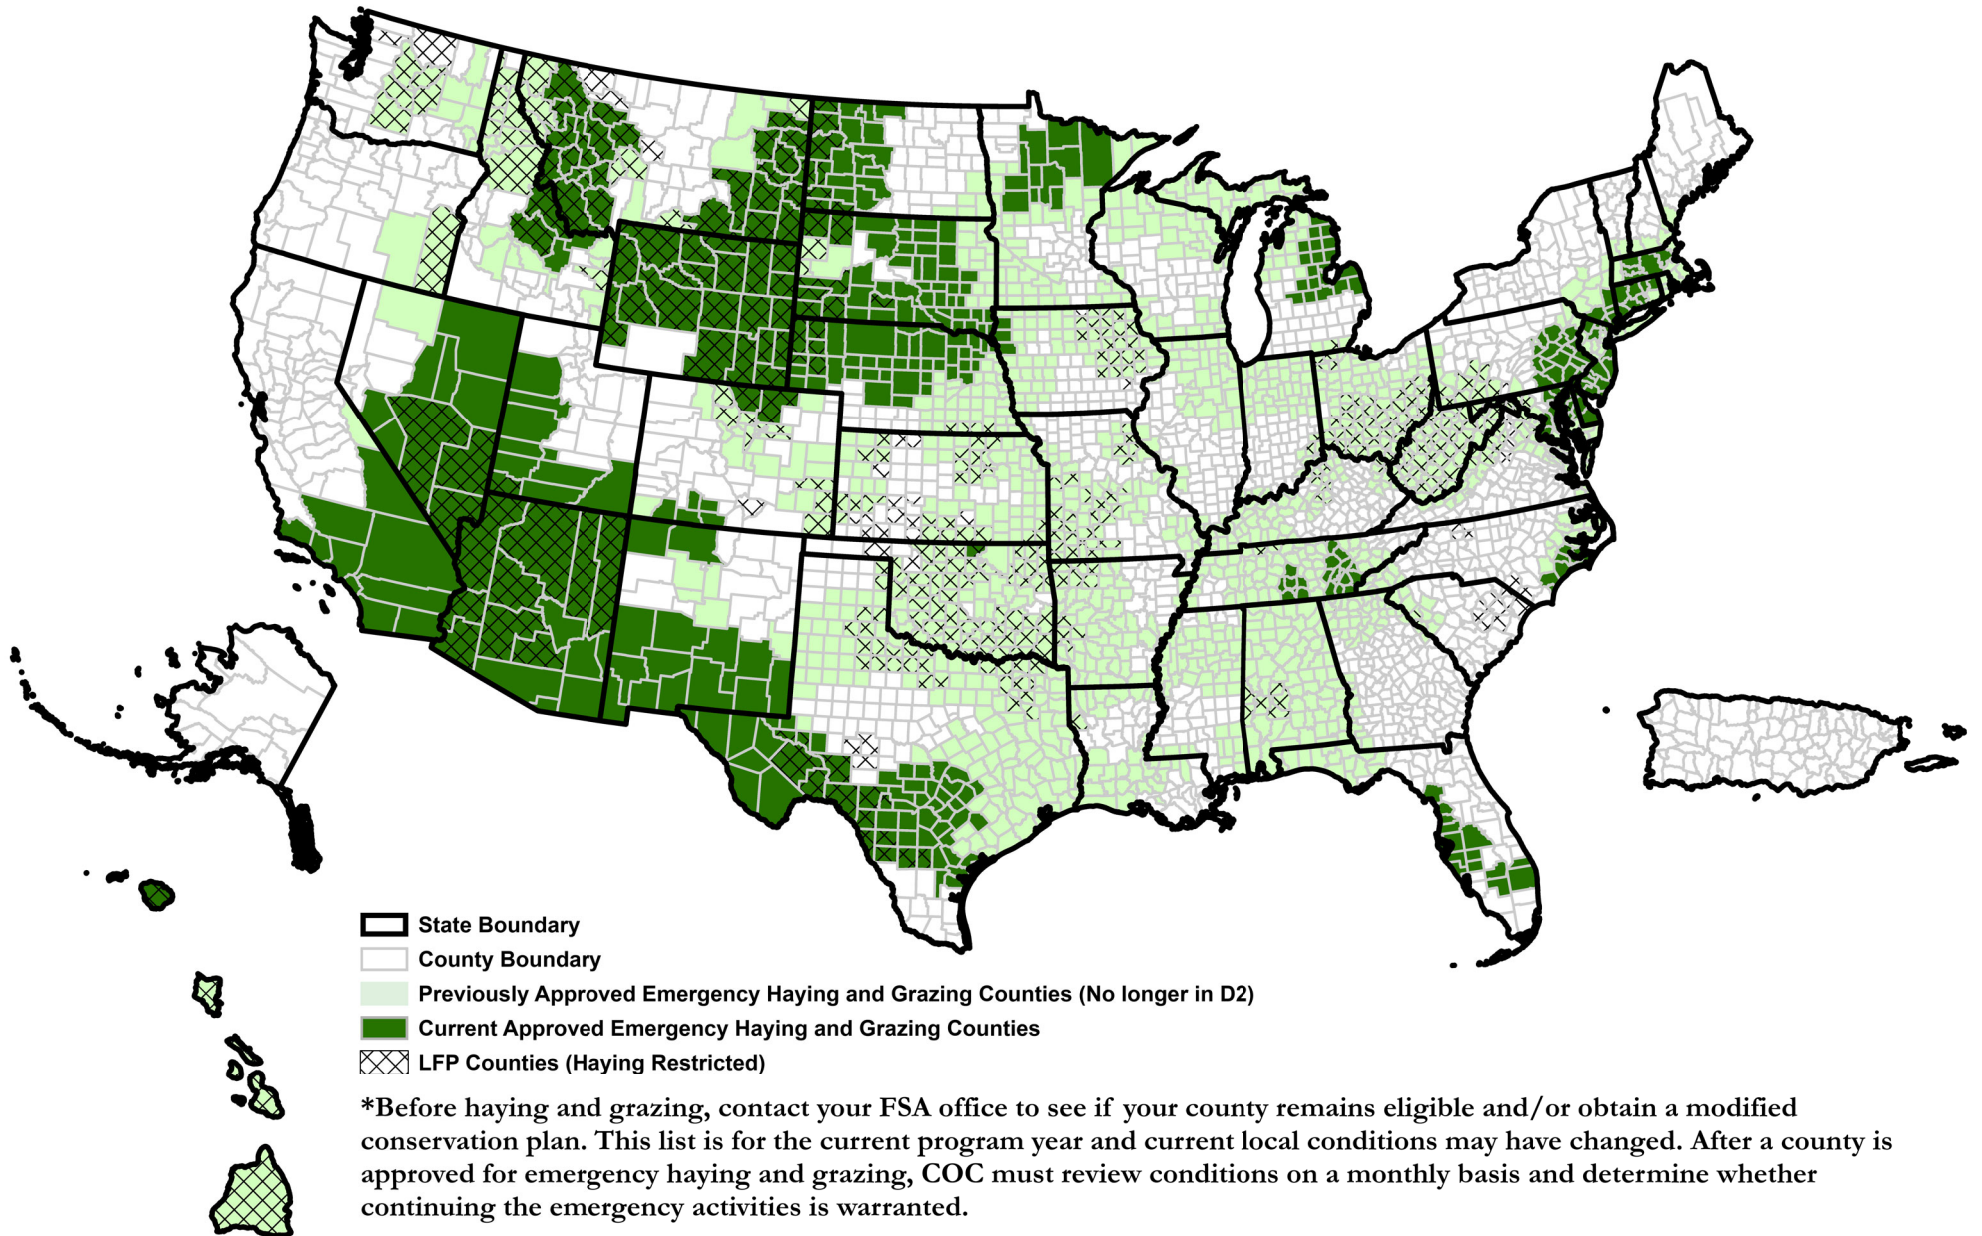 State Boundary
County Boundary
Previously Approved Emergency Haying and Grazing Counties (No longer in D2)
Current Approved Emergency Haying and Grazing Counties
LFP Counties (Haying Restricted)
*Before haying and grazing, contact your FSA office to see if your county remains eligible and/or obtain a modified
conservation plan. This list is for the current program year and current local conditions may have changed. After a county is
approved for emergency haying and grazing, COC must review conditions on a monthly basis and determine whether
continuing the emergency activities is warranted.